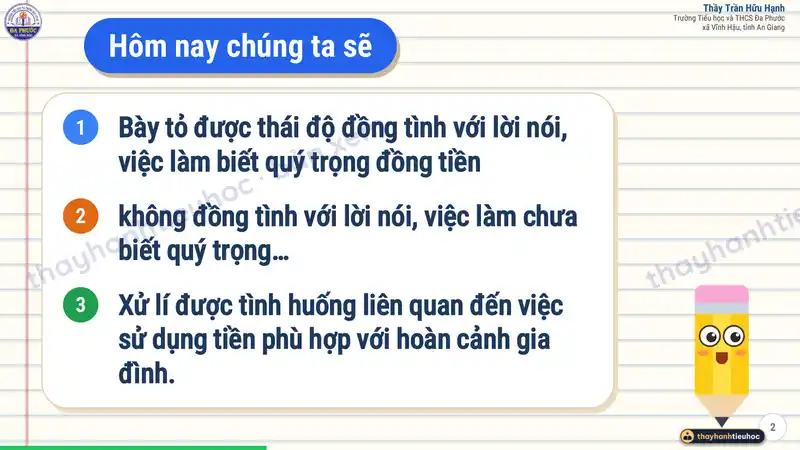 Thầy Trần Hữu Hạnh
Trường Tiểu học và THCS Đa Phước
xã Vĩnh Hậu, tỉnh An Giang
ĐA PHƯỚC
Hôm nay chúng ta sẽ
1
Bày tỏ được thái độ đồng tình với lời nói,
việc làm biết quý trọng đồng tiền
2
không đồng tình với lời nói, việc làm chưa
biết quý trọng…
3
Xử lí được tình huống liên quan đến việc
sử dụng tiền phù hợp với hoàn cảnh gia
đình.
thayhanhtieuhoc
2